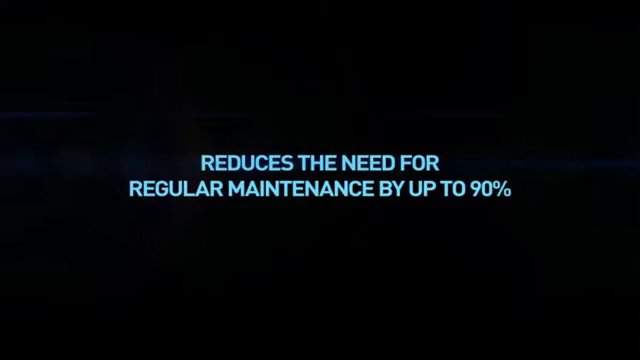 REDUCES THE NEED FOR
REGULAR MAINTENANCE BY UP TO 90%